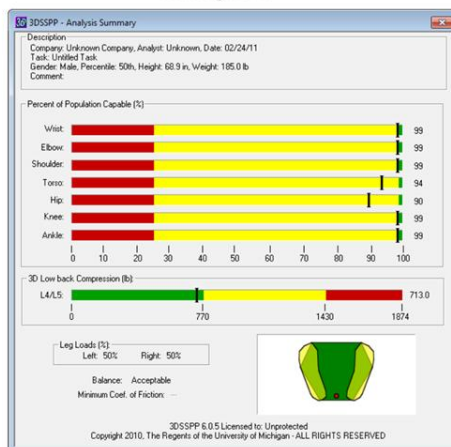 3DSSPP - Analysis Summary
Description
Company: Unknown Company, Analyst: Unknown, Date: 02/24/11
Task: Untitled Task
Gender: Male, Percentile: 50th, Height: 68.9 in, Weight: 185.0 lb
Comment:
Percent of Population Capable (%)
Wrist: 99
Elbow: 99
Shoulder: 99
Torso: 94
Hip: 90
Knee: 99
Ankle: 99
0 10 20 30 40 50 60 70 80 90 100
3D Low back Compression (lb)
L4/L5: 713.0
0 770 1430 1874
Leg Loads (%)
Left: 50% Right: 50%
Balance: Acceptable
Minimum Coef. of Friction: ---
3DSSPP 6.0.5 Licensed to: Unprotected
Copyright 2010, The Regents of the University of Michigan - ALL RIGHTS RESERVED